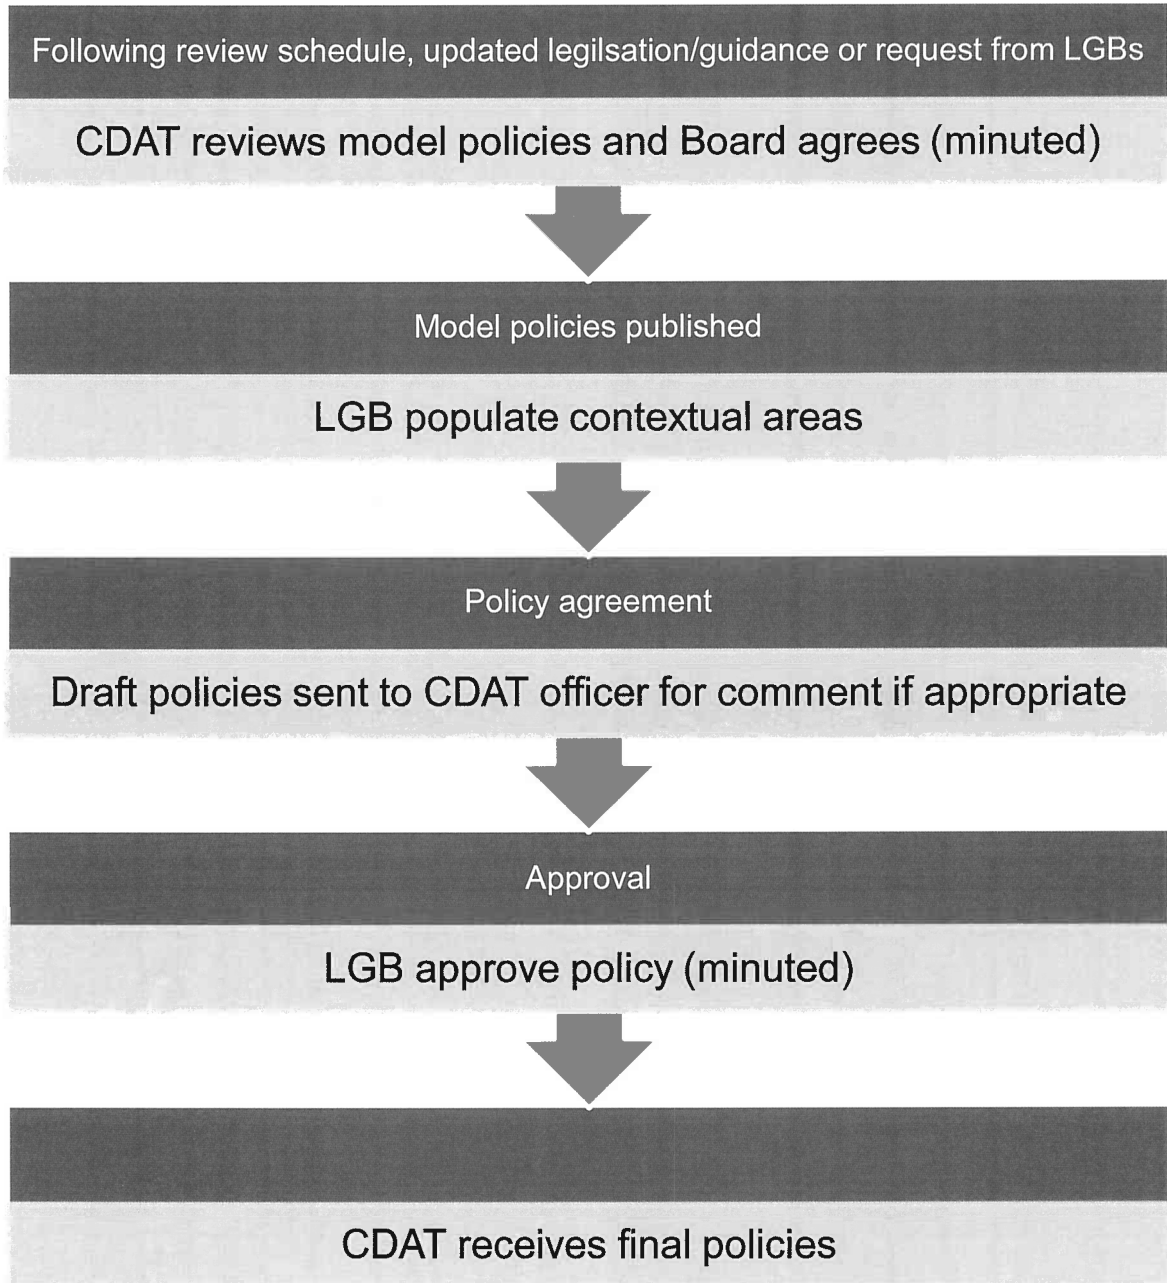 Following review schedule, updated legilsation/guidance or request from LGBs
CDAT reviews model policies and Board agrees (minuted)
Model policies published
LGB populate contextual areas
Policy agreement
Draft policies sent to CDAT officer for comment if appropriate
Approval
LGB approve policy (minuted)
CDAT receives final policies